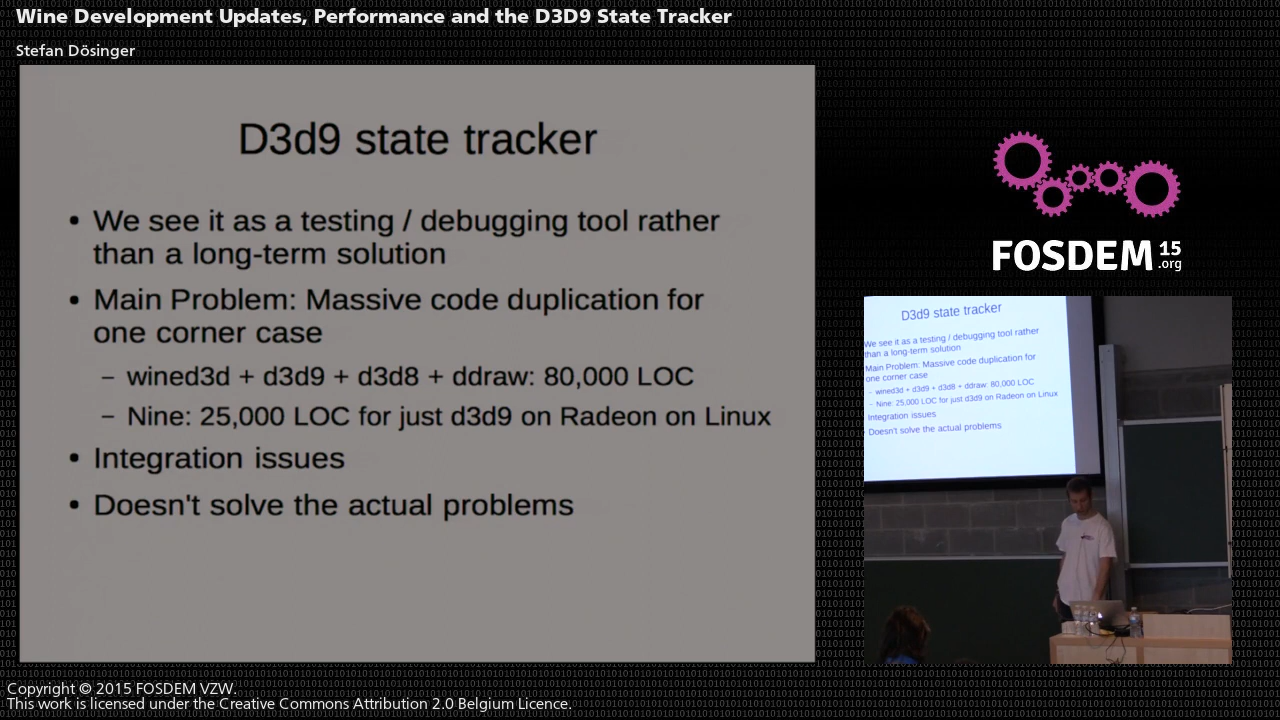 Wine Development Updates, Performance and the D3D9 State Tracker
Stefan Dösinger
D3d9 state tracker
• We see it as a testing / debugging tool rather
than a long-term solution
• Main Problem: Massive code duplication for
one corner case
– wined3d + d3d9 + d3d8 + ddraw: 80,000 LOC
– Nine: 25,000 LOC for just d3d9 on Radeon on Linux
• Integration issues
• Doesn't solve the actual problems
FOSDEM 15
.org
D3d9 state tracker
We see it as a testing / debugging tool rather
than a long-term solution
Main Problem: Massive code duplication for
one corner case
– wined3d + d3d9 + d3d8 + ddraw: 80,000 LOC
– Nine: 25,000 LOC for just d3d9 on Radeon on Linux
Integration issues
Doesn't solve the actual problems
Copyright © 2015 FOSDEM VZW.
This work is licensed under the Creative Commons Attribution 2.0 Belgium Licence.